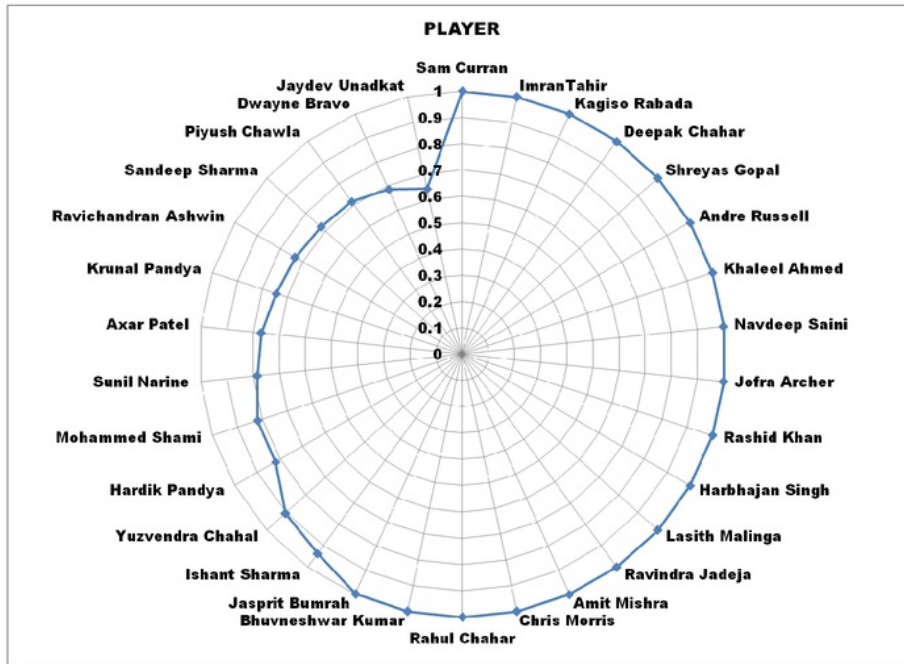 PLAYER
Sam Curran
ImranTahir
Kagiso Rabada
Deepak Chahar
Shreyas Gopal
Andre Russell
Khaleel Ahmed
Navdeep Saini
Jofra Archer
Rashid Khan
Harbhajan Singh
Lasith Malinga
Ravindra Jadeja
Amit Mishra
Chris Morris
Rahul Chahar
Bhuvneshwar Kumar
Jasprit Bumrah
Ishant Sharma
Yuzvendra Chahal
Hardik Pandya
Mohammed Shami
Sunil Narine
Axar Patel
Krunal Pandya
Ravichandran Ashwin
Sandeep Sharma
Piyush Chawla
Dwayne Bravo
Jaydev Unadkat
1
0.9
0.8
0.7
0.6
0.5
0.4
0.3
0.2
0.1
0